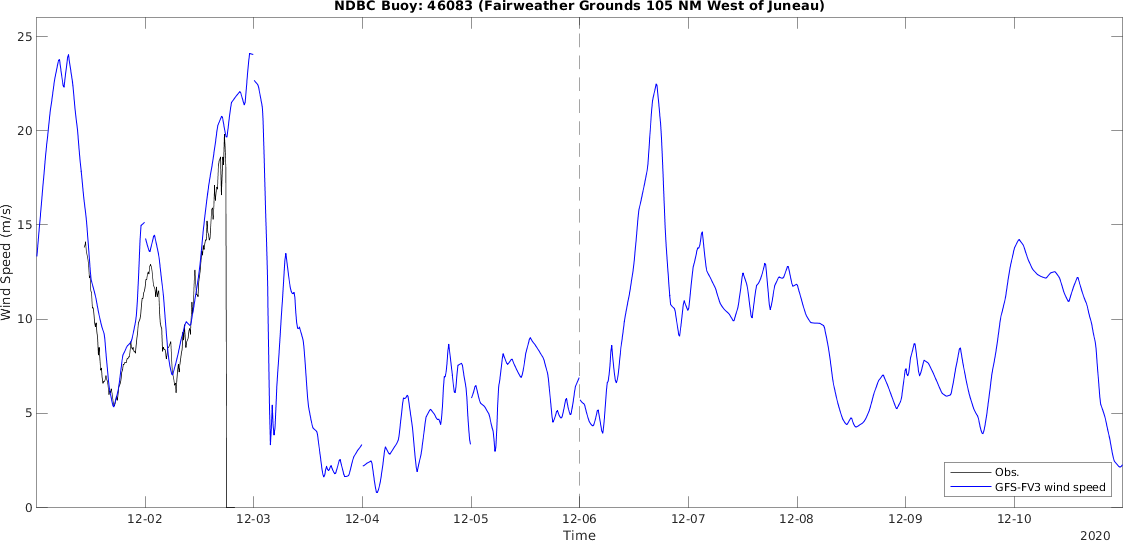 NDBC Buoy: 46083 (Fairweather Grounds 105 NM West of Juneau)
25
20
15
10
5
0
Wind Speed (m/s)
12-02 12-03 12-04 12-05 12-06 12-07 12-08 12-09 12-10
Time
2020
Obs.
GFS-FV3 wind speed